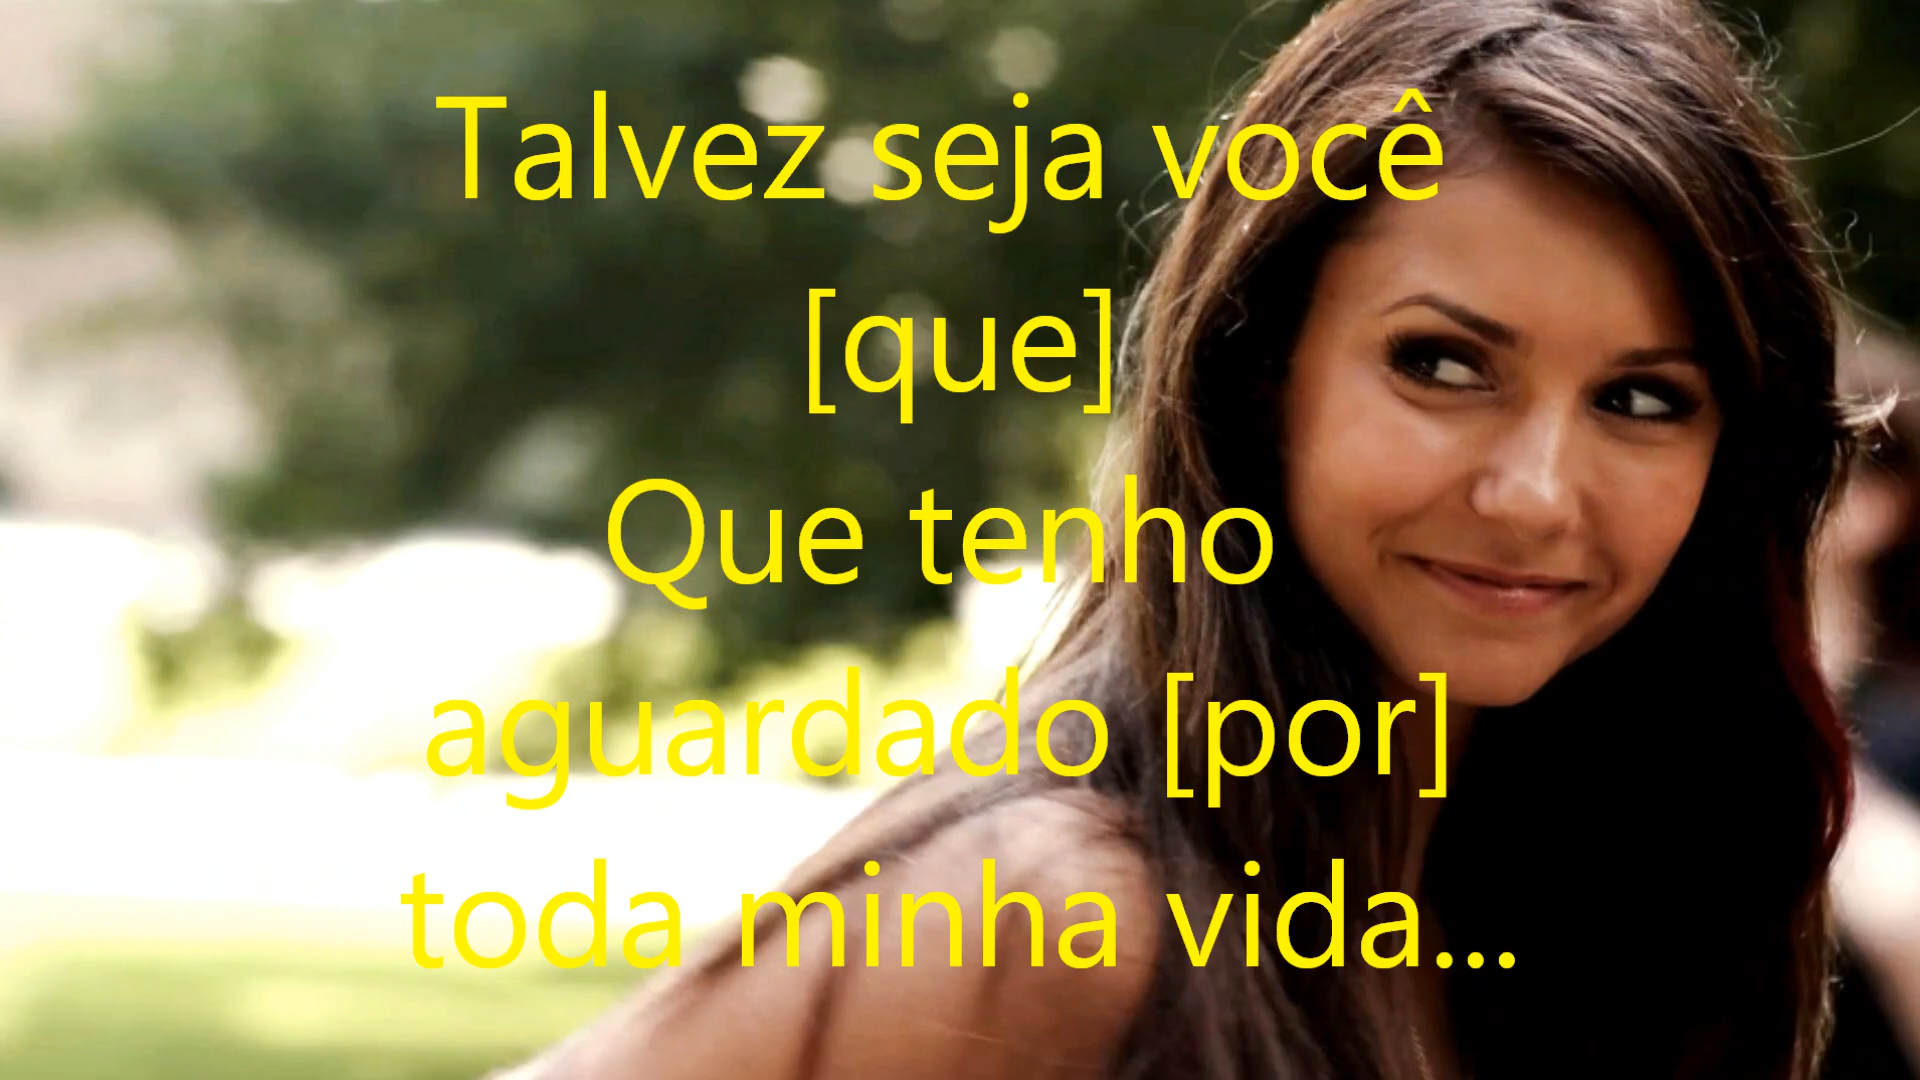 Talvez seja você
[que]
Que tenho
aguardado [por]
toda minha vida...